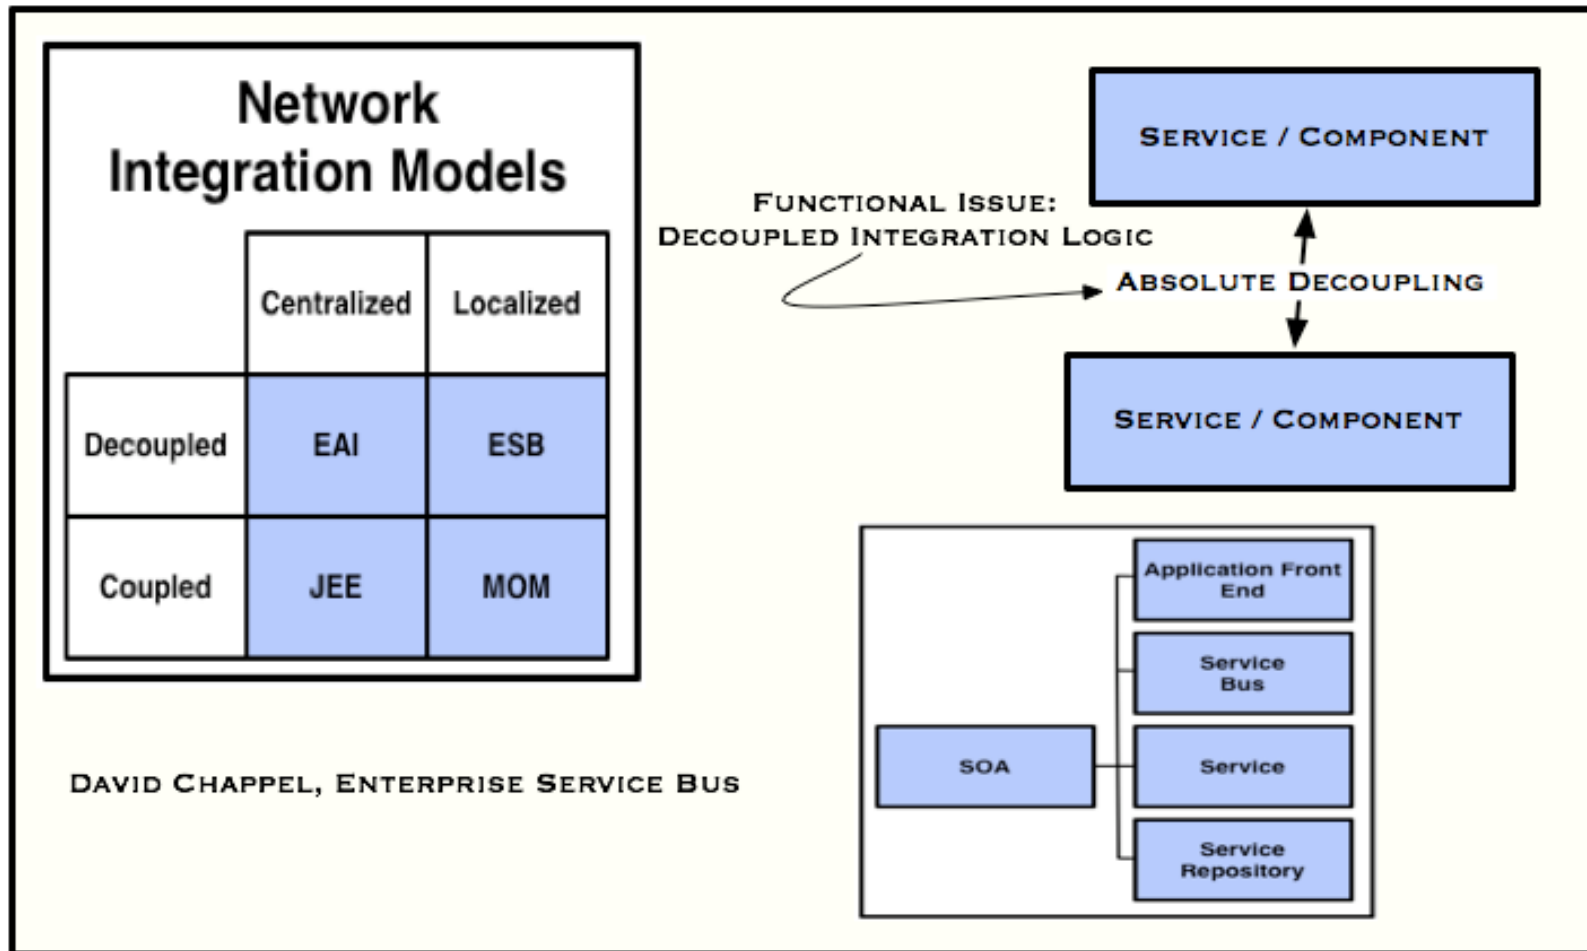 Network
Integration Models
Centralized Localized
Decoupled EAI ESB
Coupled JEE MOM
DAVID CHAPPEL, ENTERPRISE SERVICE BUS
FUNCTIONAL ISSUE:
DECOUPLED INTEGRATION LOGIC
SERVICE / COMPONENT
ABSOLUTE DECOUPLING
SERVICE / COMPONENT
SOA
Application Front
End
Service
Bus
Service
Service
Repository